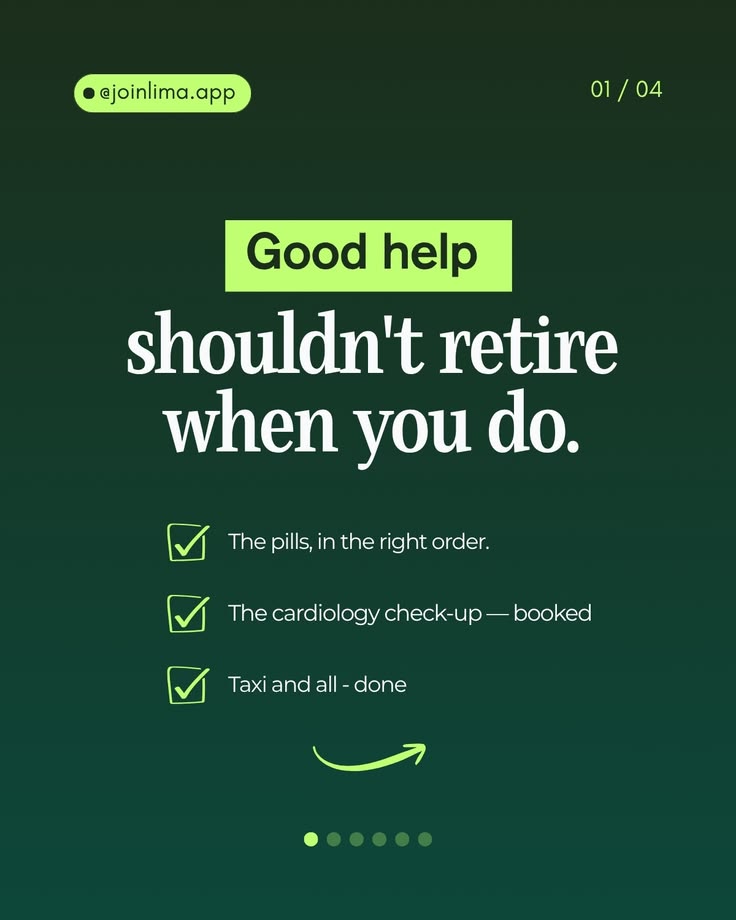 @joinlima.app
01 / 04
Good help
shouldn't retire
when you do.
The pills, in the right order.
The cardiology check-up — booked
Taxi and all - done